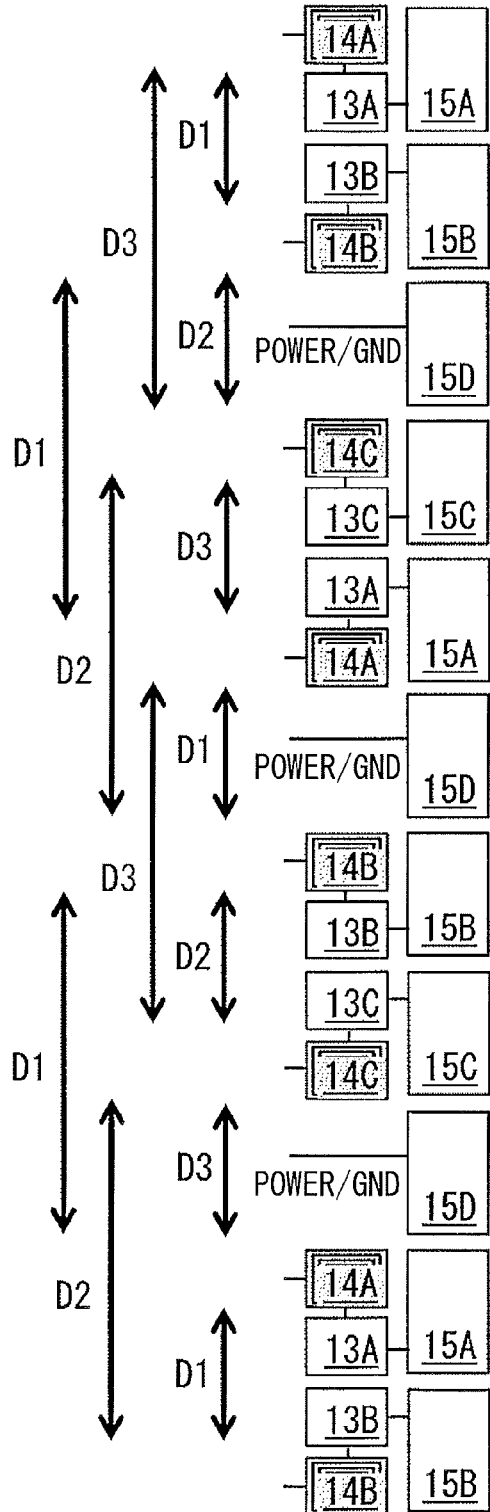 14A
13A 15A
D1
13B
D3 14B 15B
D2 POWER/GND 15D
D1 14C
D3 13C 15C
13A
D2 14A 15A
D1 POWER/GND 15D
D3 14B
D2 13B 15B
13C
D1 14C 15C
D3 POWER/GND 15D
D2 14A
13A 15A
D1
13B
14B 15B